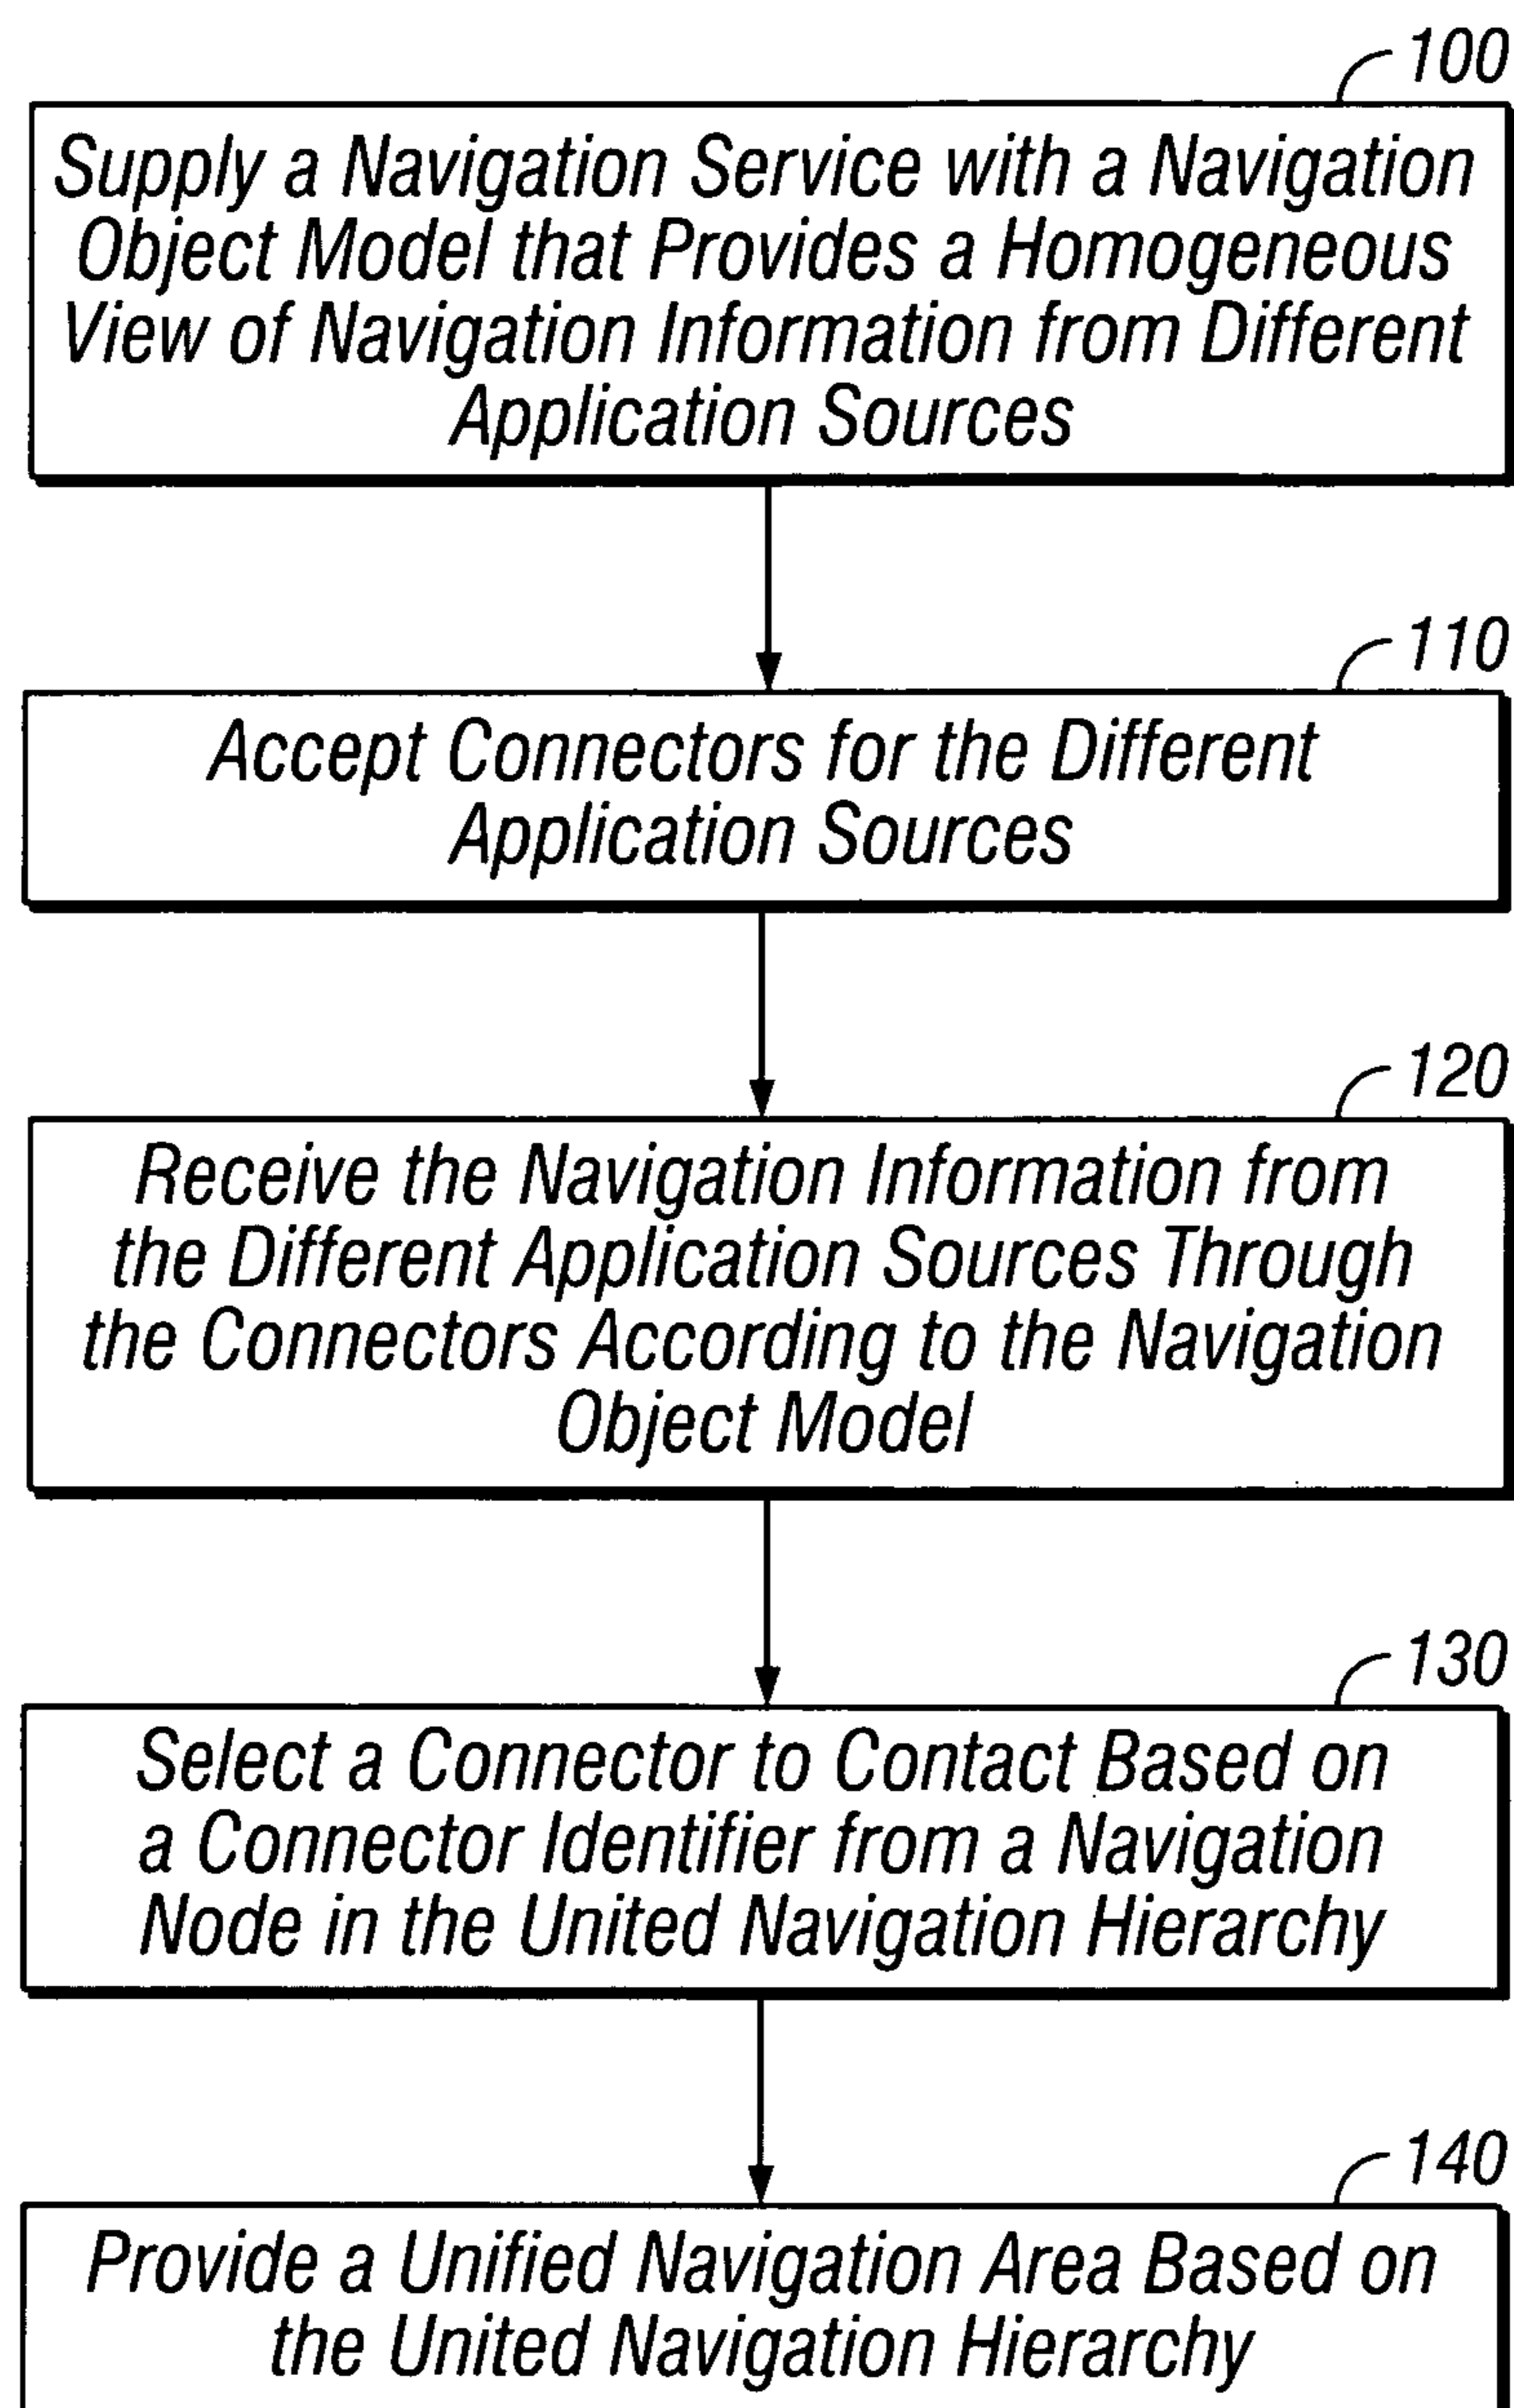 100
Supply a Navigation Service with a Navigation
Object Model that Provides a Homogeneous
View of Navigation Information from Different
Application Sources
110
Accept Connectors for the Different
Application Sources
120
Receive the Navigation Information from
the Different Application Sources Through
the Connectors According to the Navigation
Object Model
130
Select a Connector to Contact Based on
a Connector Identifier from a Navigation
Node in the United Navigation Hierarchy
140
Provide a Unified Navigation Area Based on
the United Navigation Hierarchy